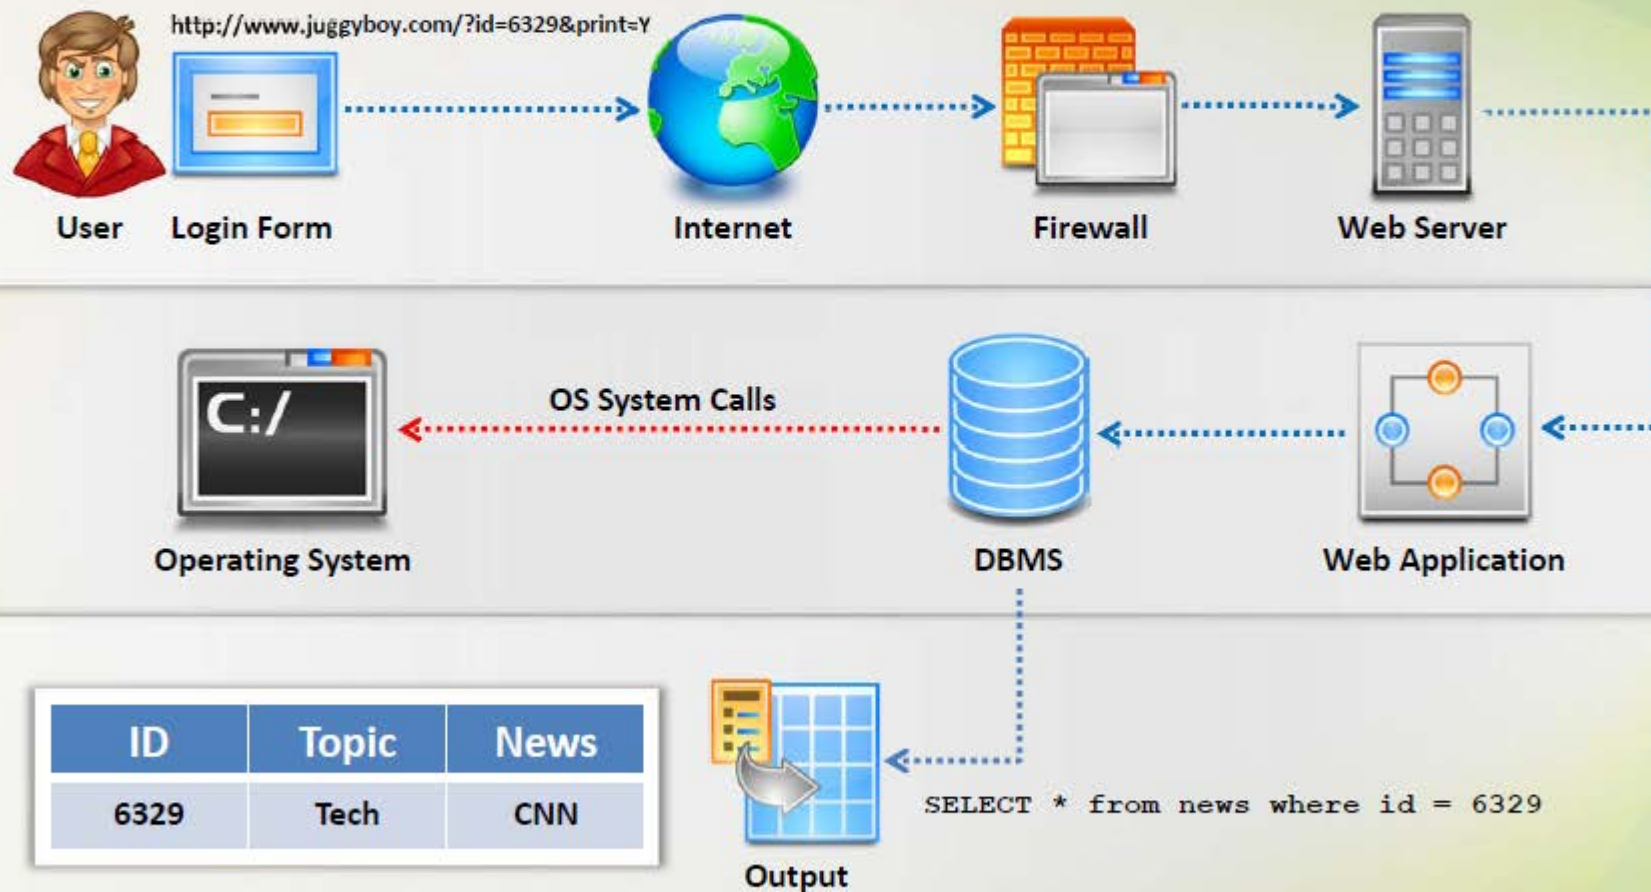 http://www.juggyboy.com/?id=6329&print=Y
User
Login Form
Internet
Firewall
Web Server
C:/
OS System Calls
Operating System
DBMS
Web Application
ID Topic News
6329 Tech CNN
SELECT * from news where id = 6329
Output